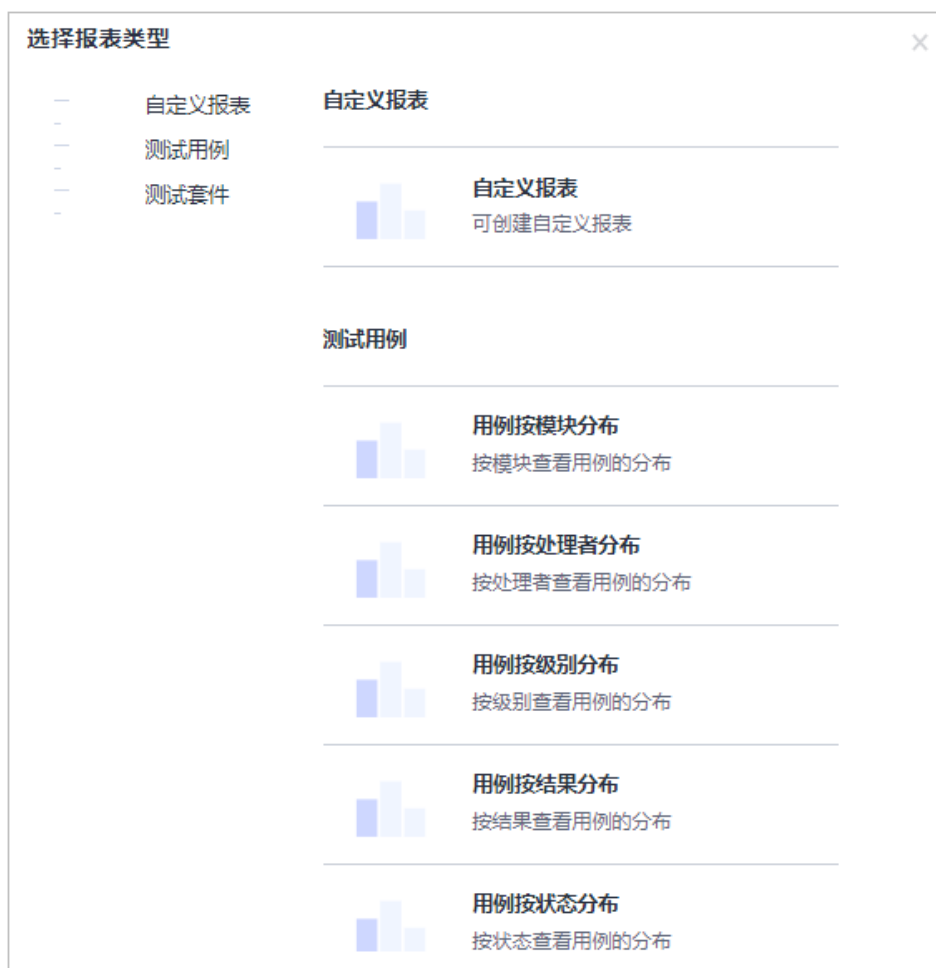 选择报表类型
自定义报表
测试用例
测试套件
自定义报表
自定义报表
可创建自定义报表
测试用例
用例按模块分布
按模块查看用例的分布
用例按处理者分布
按处理者查看用例的分布
用例按级别分布
按级别查看用例的分布
用例按结果分布
按结果查看用例的分布
用例按状态分布
按状态查看用例的分布